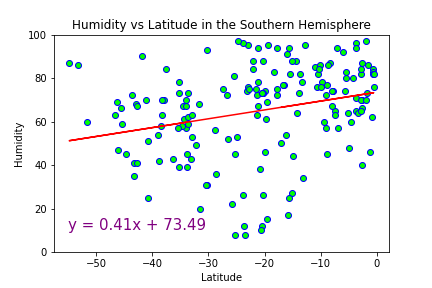 Humidity vs Latitude in the Southern Hemisphere
100
80
60
40
20
0
Humidity
y = 0.41x + 73.49
−50 −40 −30 −20 −10 0
Latitude